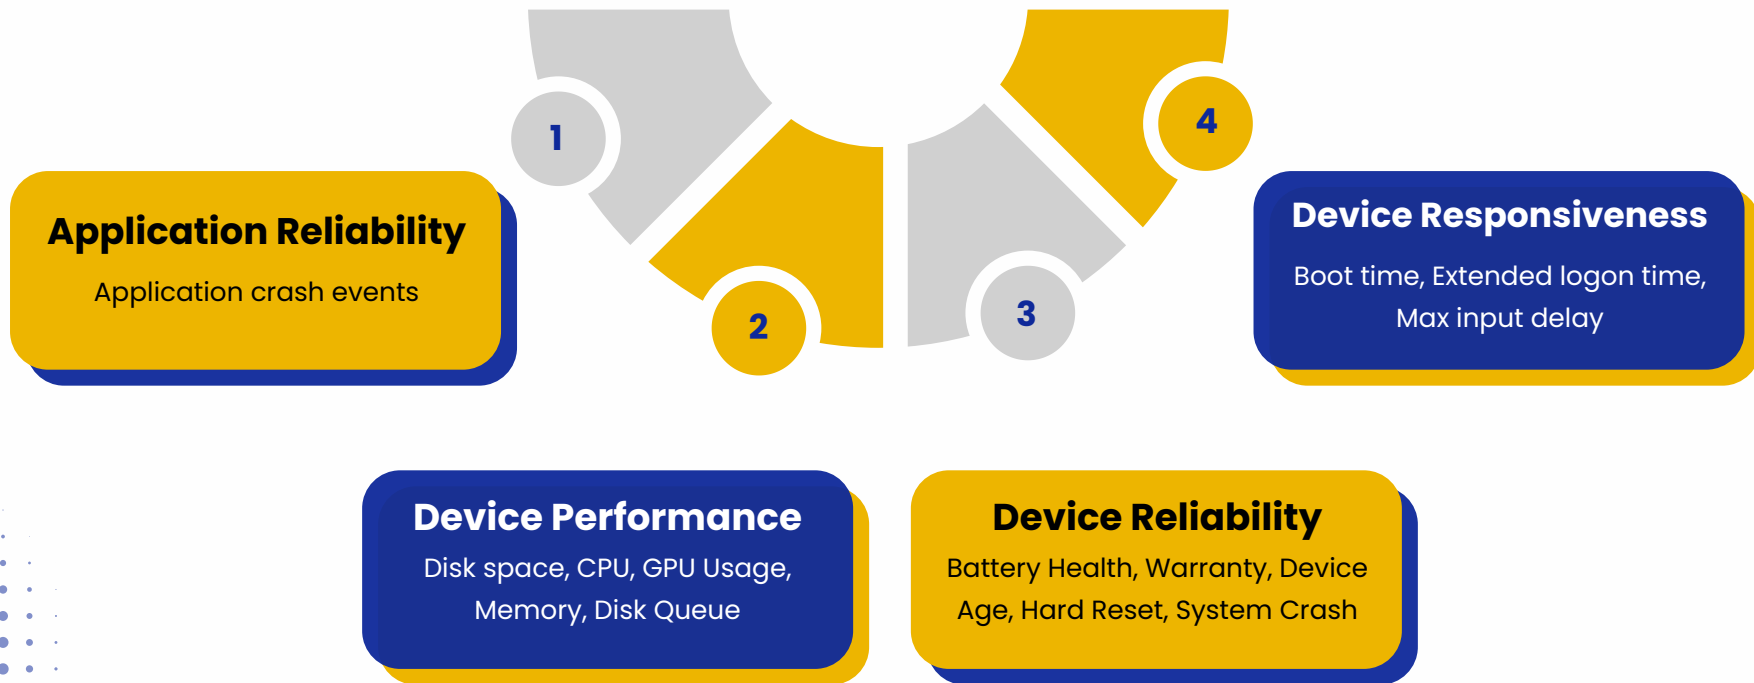 1
Application Reliability
Application crash events
2
Device Performance
Disk space, CPU, GPU Usage,
Memory, Disk Queue
3
Device Reliability
Battery Health, Warranty, Device
Age, Hard Reset, System Crash
4
Device Responsiveness
Boot time, Extended logon time,
Max input delay